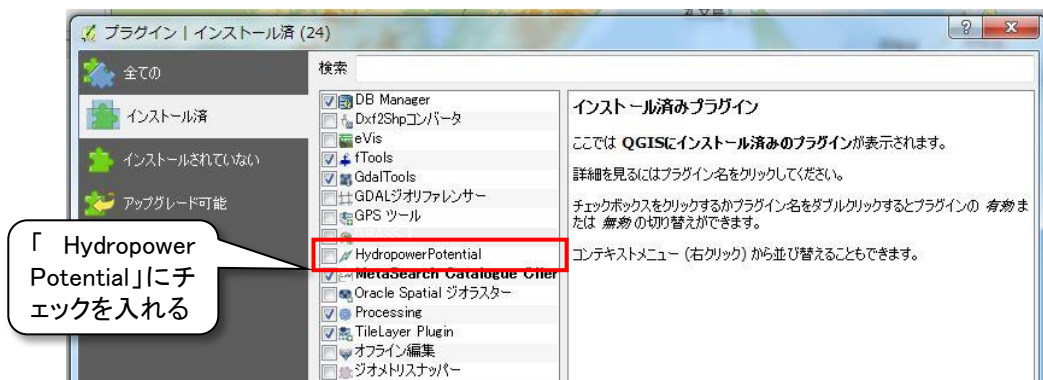 プラグイン | インストール済 (24)
全ての
インストール済
インストールされていない
アップグレード可能
「 Hydropower
Potential」にチ
ェックを入れる
検索
DB Manager
Dxf2Shpコンバータ
eVis
fTools
GdalTools
GDALジオリファレンサー
GPS ツール
HydropowerPotential
MetaSearch Catalogue Clier
Oracle Spatial ジオラスター
Processing
TileLayer Plugin
オフライン編集
ジオメトリスナッパー
インストール済みプラグイン
ここでは QGISにインストール済みのプラグインが表示されます。
詳細を見るにはプラグイン名をクリックしてください。
チェックボックスをクリックするかプラグイン名をダブルクリックするとプラグインの 有効 ま
たは 無効 の切り替えができます。
コンテキストメニュー (右クリック) から並び替えることもできます。